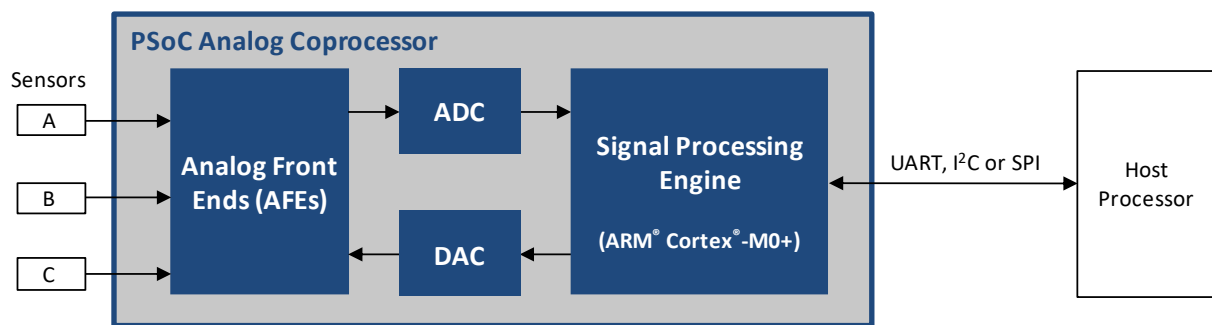 PSoC Analog Coprocessor
Sensors
A
B
C
Analog Front
Ends (AFEs)
ADC
DAC
Signal Processing
Engine
(ARM® Cortex®-M0+)
UART, I²C or SPI
Host
Processor